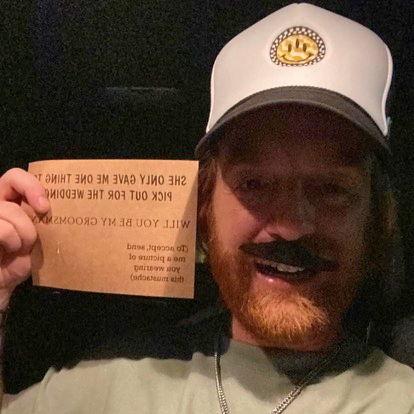 SHE ONLY GAVE ME ONE THING
PICK OUT FOR THE WEDDING
WILL YOU BE MY GROOMSMAN
(To accept, send
me a picture of
you wearing
this mustache)